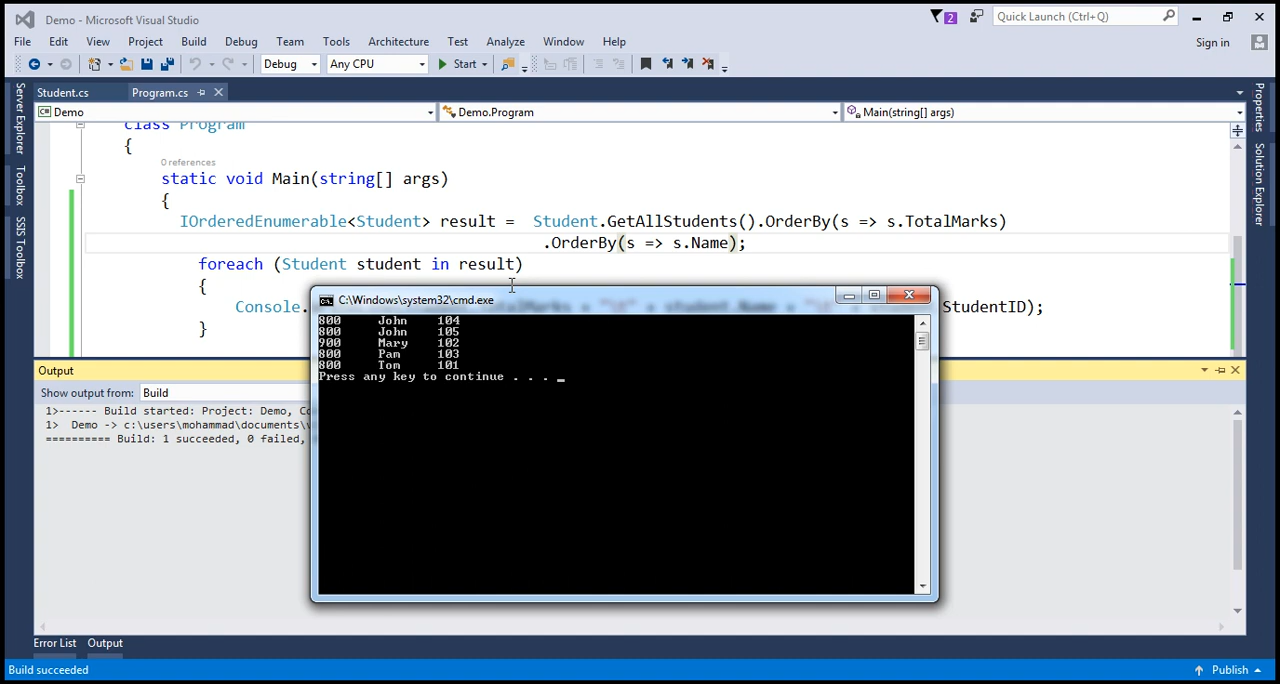 Demo - Microsoft Visual Studio
2
Quick Launch (Ctrl+Q)
File Edit View Project Build Debug Team Tools Architecture Test Analyze Window Help
Sign in
Debug Any CPU Start
Server Explorer
Toolbox
SSIS Toolbox
Student.cs Program.cs
Demo Demo.Program Main(string[] args)
Properties
Solution Explorer
class Program
{
0 references
static void Main(string[] args)
{
IOrderedEnumerable<Student> result = Student.GetAllStudents().OrderBy(s => s.TotalMarks)
.OrderBy(s => s.Name);
foreach (Student student in result)
{
Console. StudentID);
}
C:\Windows\system32\cmd.exe
800 John 104
800 John 105
900 Mary 102
800 Pam 103
800 Tom 101
Press any key to continue . . . _
Output
Show output from: Build
1>------ Build started: Project: Demo,
1> Demo -> c:\users\mohammad\documents\
========== Build: 1 succeeded, 0 failed,
Error List Output
Build succeeded
Publish